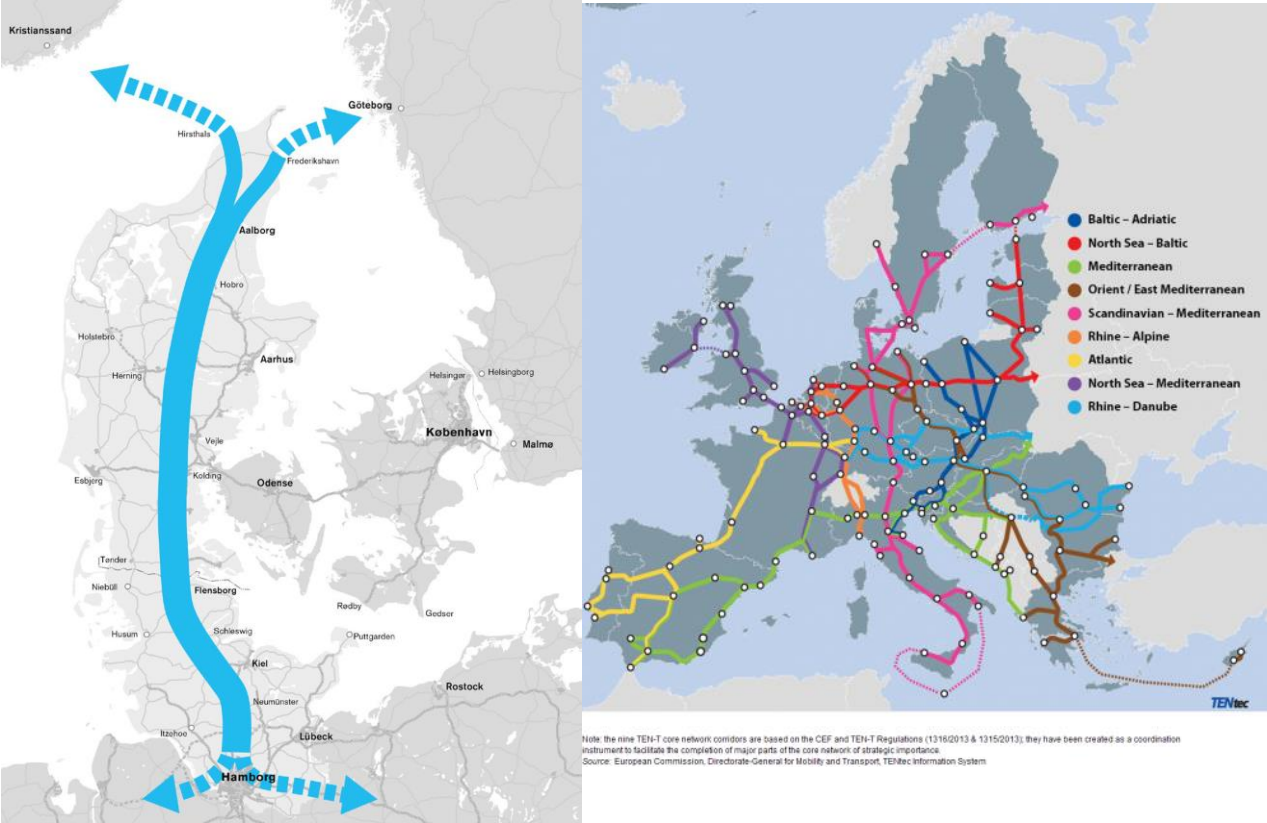 Kristianssand
Göteborg
Hirsthals
Frederikshavn
Aalborg
Hobro
Holstebro
Aarhus
Herning
Helsingør
Helsingborg
København
Malmø
Vejle
Kolding
Esbjerg
Odense
Tønder
Niebüll
Flensborg
Rødby
Gedser
Husum
Schleswig
Puttgarden
Kiel
Rostock
Neumünster
Itzehoe
Lübeck
Hamborg
Baltic – Adriatic
North Sea – Baltic
Mediterranean
Orient / East Mediterranean
Scandinavian – Mediterranean
Rhine – Alpine
Atlantic
North Sea – Mediterranean
Rhine – Danube
TENtec
Note: the nine TEN-T core network corridors are based on the CEF and TEN-T Regulations (1316/2013 & 1315/2013); they have been created as a coordination
instrument to facilitate the completion of major parts of the core network of strategic importance.
Source: European Commission, Directorate-General for Mobility and Transport, TENtec Information System